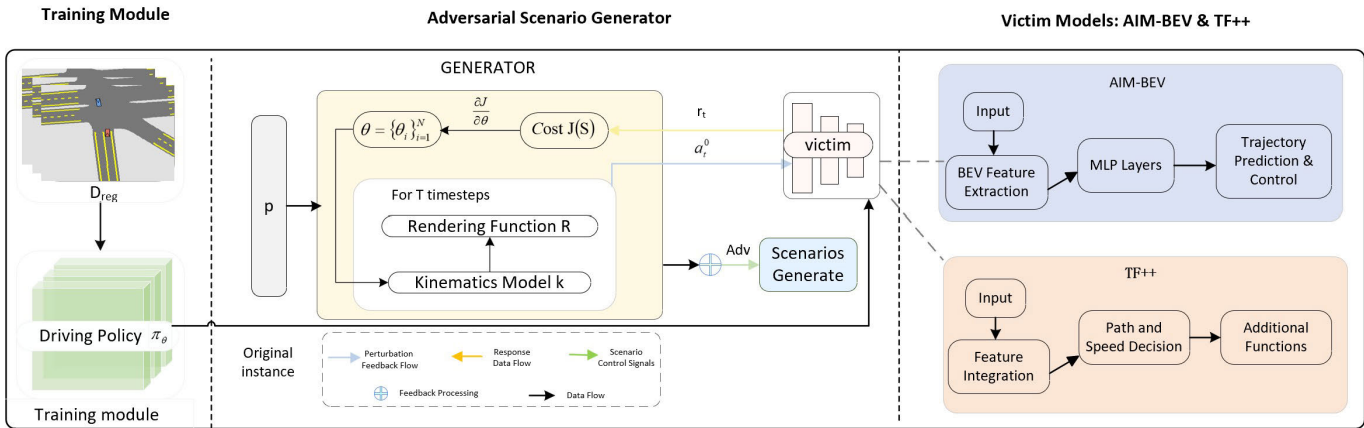 Training Module
Adversarial Scenario Generator
Victim Models: AIM-BEV & TF++
D_reg
Driving Policy π_θ
Training module
GENERATOR
p
Original
instance
θ = {θ_i}_{i=1}^N
∂J
∂θ
Cost J(S)
For T timesteps
Rendering Function R
Kinematics Model k
r_t
a_t^0
victim
Adv
Scenarios
Generate
Perturbation
Feedback Flow
Response
Data Flow
Scenario
Control Signals
Feedback Processing
Data Flow
AIM-BEV
Input
BEV Feature
Extraction
MLP Layers
Trajectory
Prediction &
Control
TF++
Input
Feature
Integration
Path and
Speed Decision
Additional
Functions